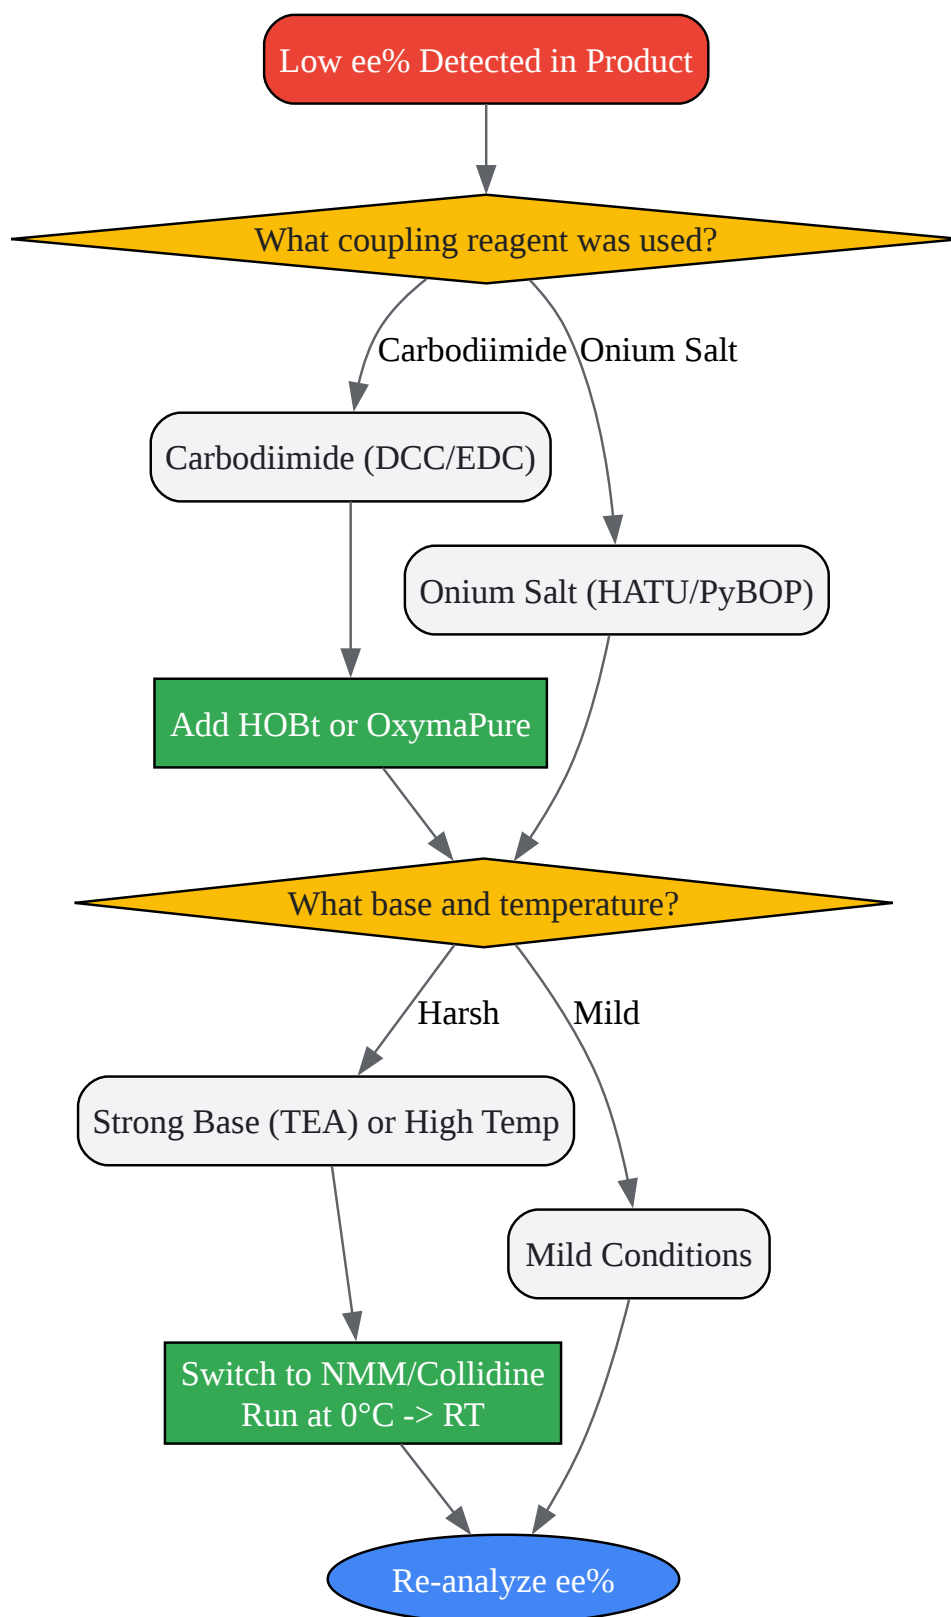 Low ee% Detected in Product
What coupling reagent was used?
Carbodiimide
Onium Salt
Carbodiimide (DCC/EDC)
Onium Salt (HATU/PyBOP)
Add HOBt or OxymaPure
What base and temperature?
Harsh
Mild
Strong Base (TEA) or High Temp
Mild Conditions
Switch to NMM/Collidine
Run at 0°C -> RT
Re-analyze ee%